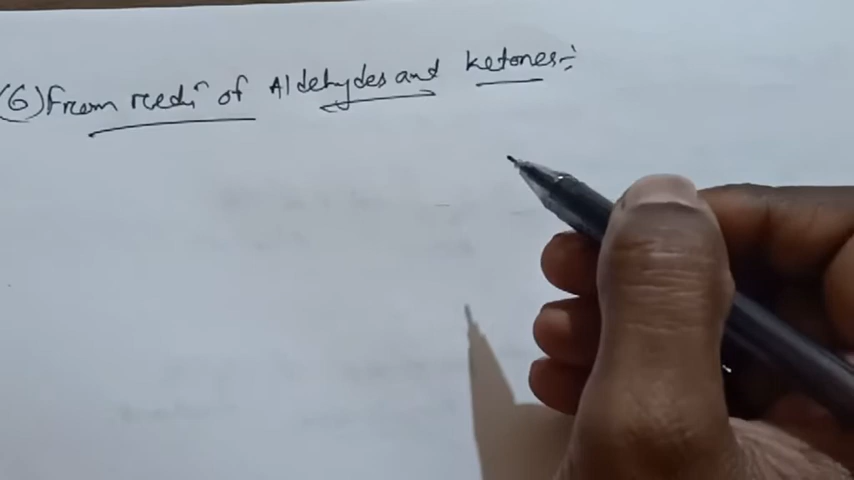 (6) From redⁿ of Aldehydes and ketones:-